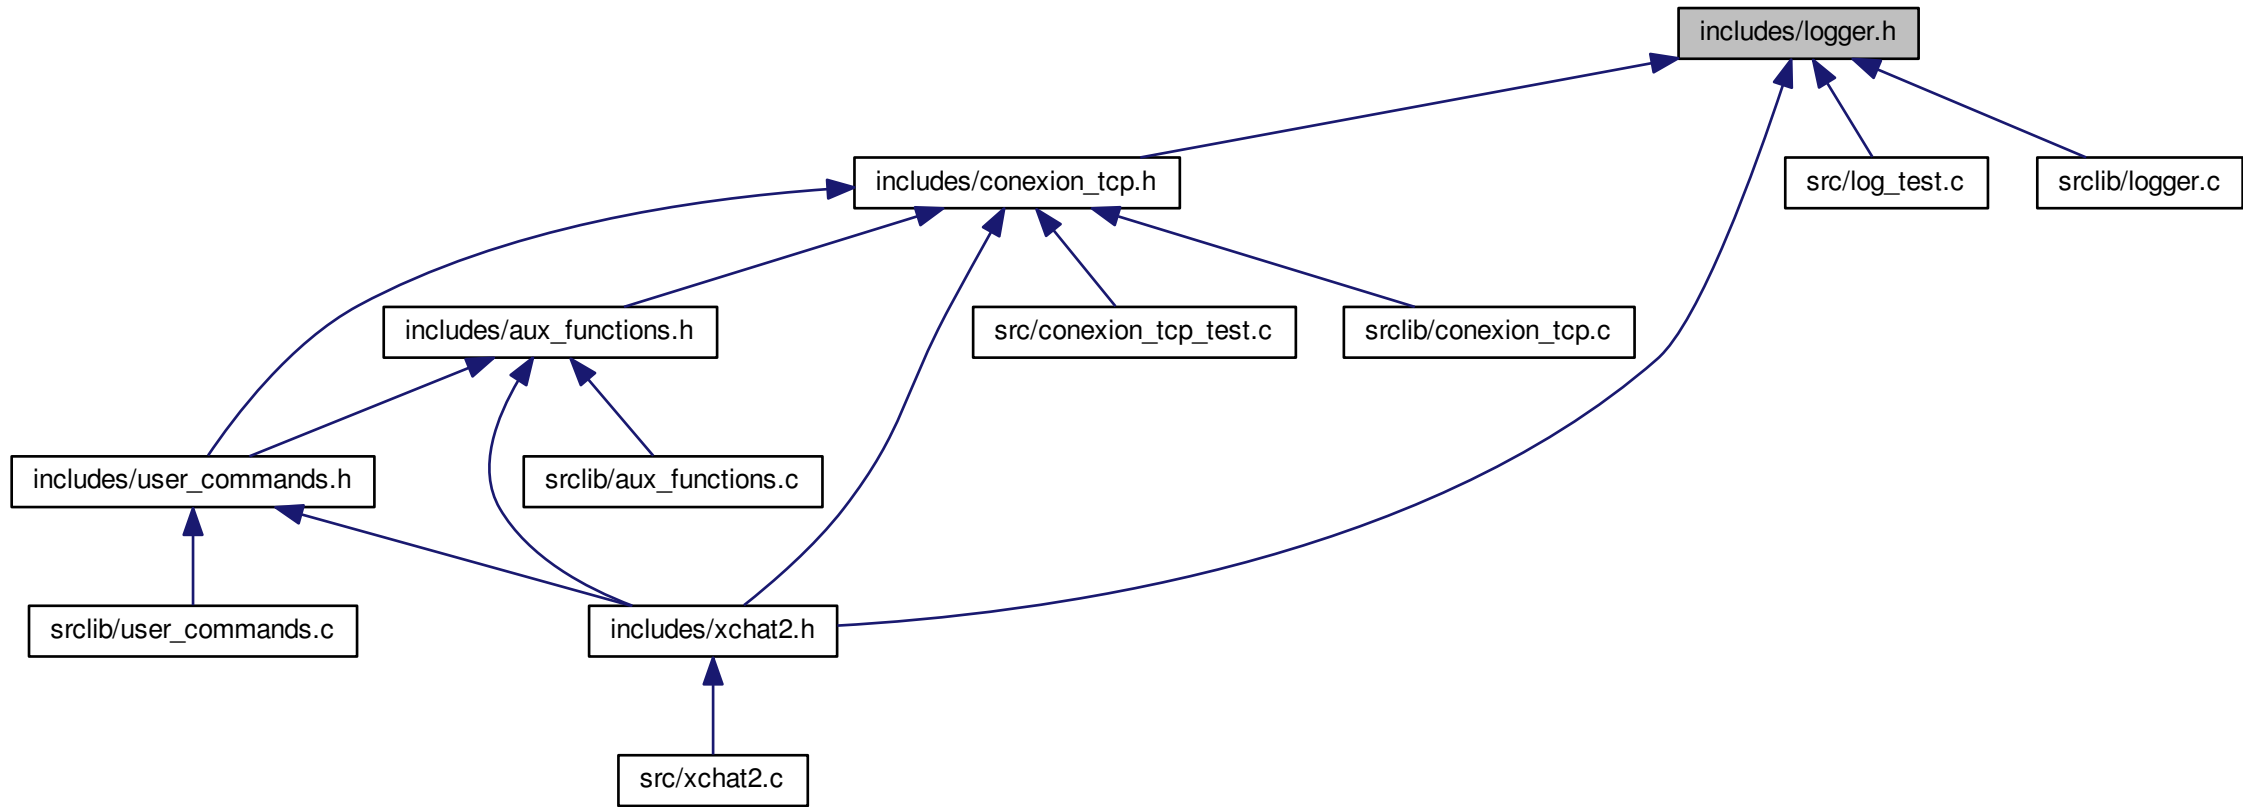 includes/logger.h
includes/conexion_tcp.h
src/log_test.c
srclib/logger.c
includes/aux_functions.h
src/conexion_tcp_test.c
srclib/conexion_tcp.c
includes/user_commands.h
srclib/aux_functions.c
srclib/user_commands.c
includes/xchat2.h
src/xchat2.c